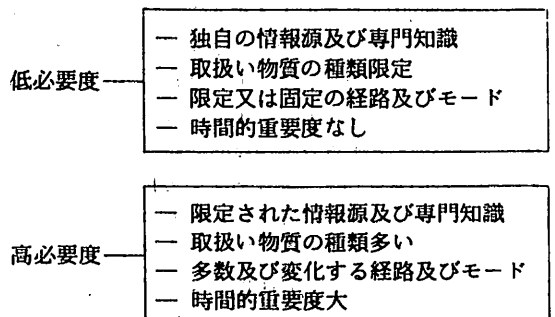 低必要度
— 独自の情報源及び専門知識
— 取扱い物質の種類限定
— 限定又は固定の経路及びモード
— 時間的重要度なし
高必要度
— 限定された情報源及び専門知識
— 取扱い物質の種類多い
— 多数及び変化する経路及びモード
— 時間的重要度大